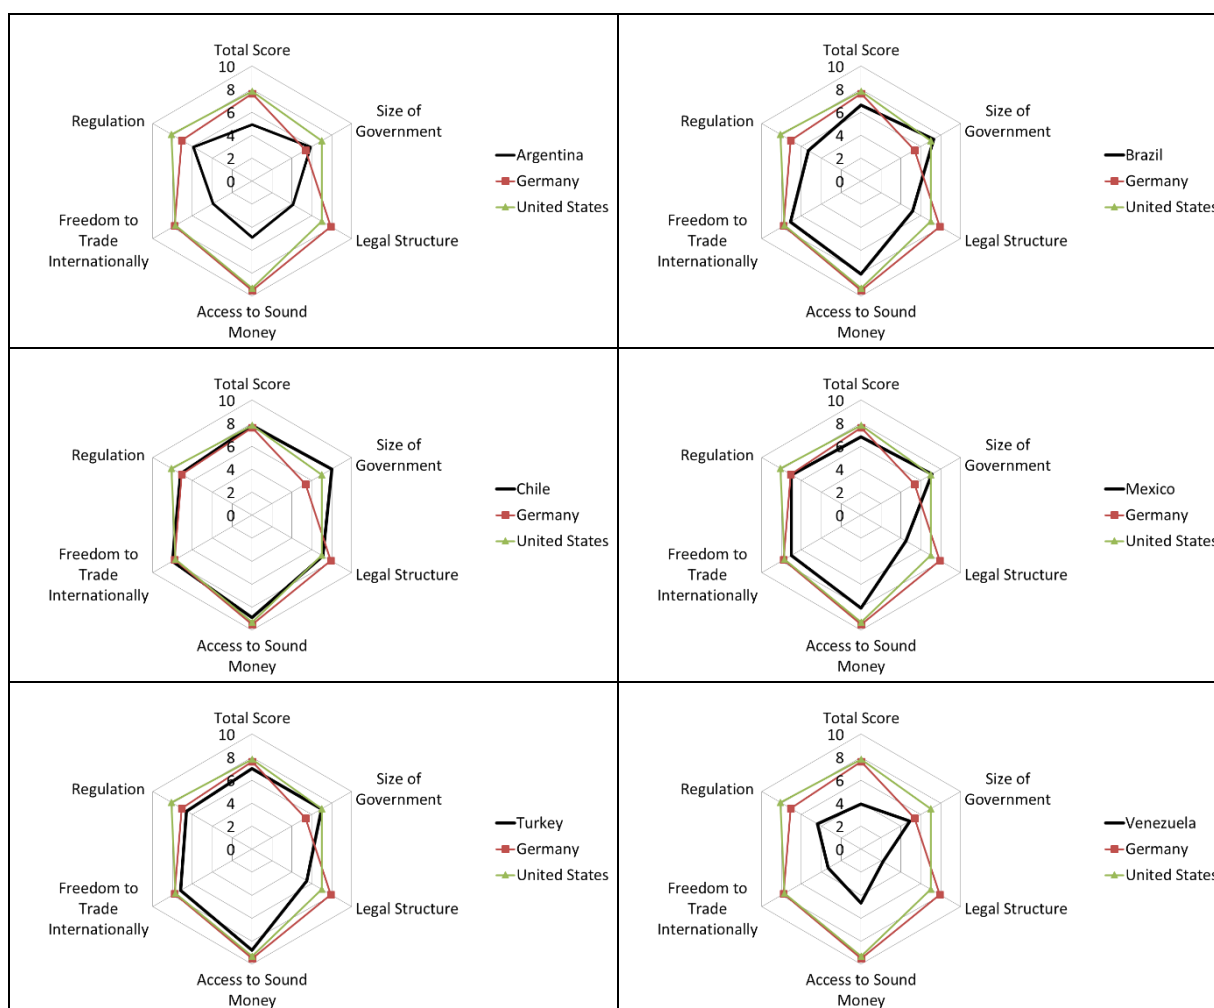 Total Score
10
8
6
4
2
0
Size of
Government
Legal Structure
Access to Sound
Money
Freedom to
Trade
Internationally
Regulation
Argentina
Germany
United States
Total Score
10
8
6
4
2
0
Size of
Government
Legal Structure
Access to Sound
Money
Freedom to
Trade
Internationally
Regulation
Brazil
Germany
United States
Total Score
10
8
6
4
2
0
Size of
Government
Legal Structure
Access to Sound
Money
Freedom to
Trade
Internationally
Regulation
Chile
Germany
United States
Total Score
10
8
6
4
2
0
Size of
Government
Legal Structure
Access to Sound
Money
Freedom to
Trade
Internationally
Regulation
Mexico
Germany
United States
Total Score
10
8
6
4
2
0
Size of
Government
Legal Structure
Access to Sound
Money
Freedom to
Trade
Internationally
Regulation
Turkey
Germany
United States
Total Score
10
8
6
4
2
0
Size of
Government
Legal Structure
Access to Sound
Money
Freedom to
Trade
Internationally
Regulation
Venezuela
Germany
United States